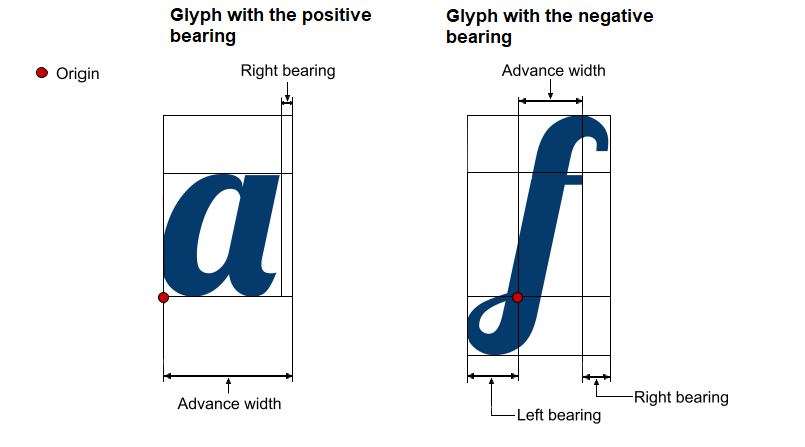 Glyph with the positive
bearing
Glyph with the negative
bearing
Origin
Right bearing
Advance width
a
f
Advance width
Right bearing
Left bearing